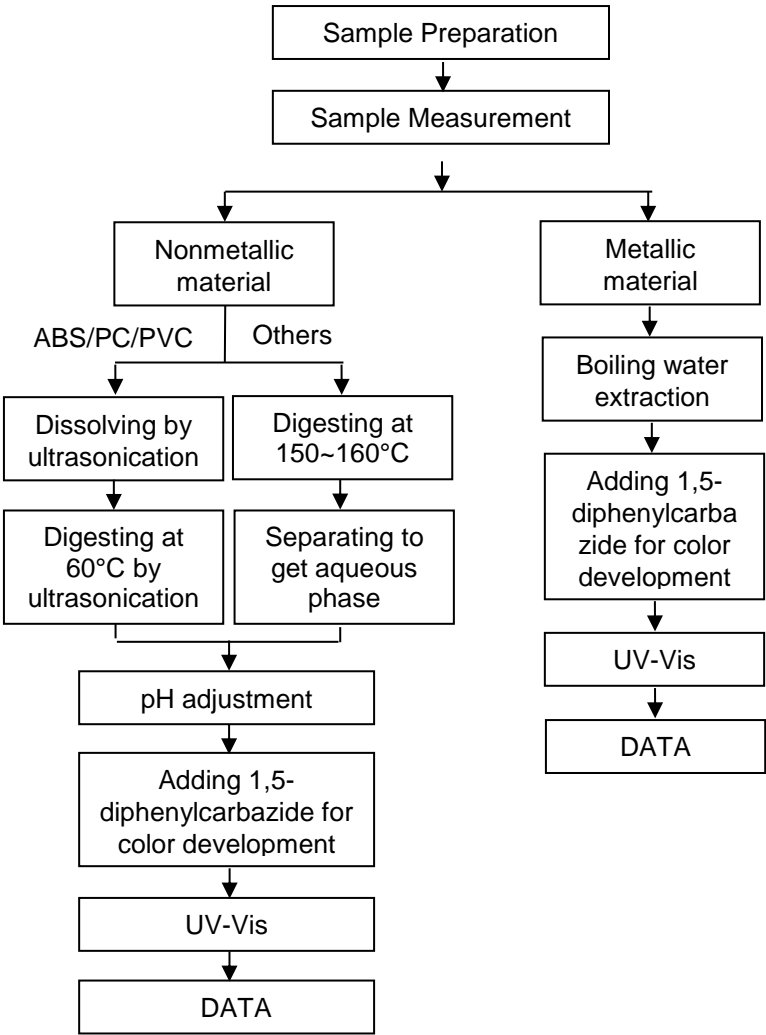 Sample Preparation
Sample Measurement
Nonmetallic
material
Metallic
material
ABS/PC/PVC
Others
Boiling water
extraction
Dissolving by
ultrasonication
Digesting at
150~160°C
Adding 1,5-
diphenylcarba
zide for color
development
Digesting at
60°C by
ultrasonication
Separating to
get aqueous
phase
UV-Vis
pH adjustment
DATA
Adding 1,5-
diphenylcarbazide for
color development
UV-Vis
DATA